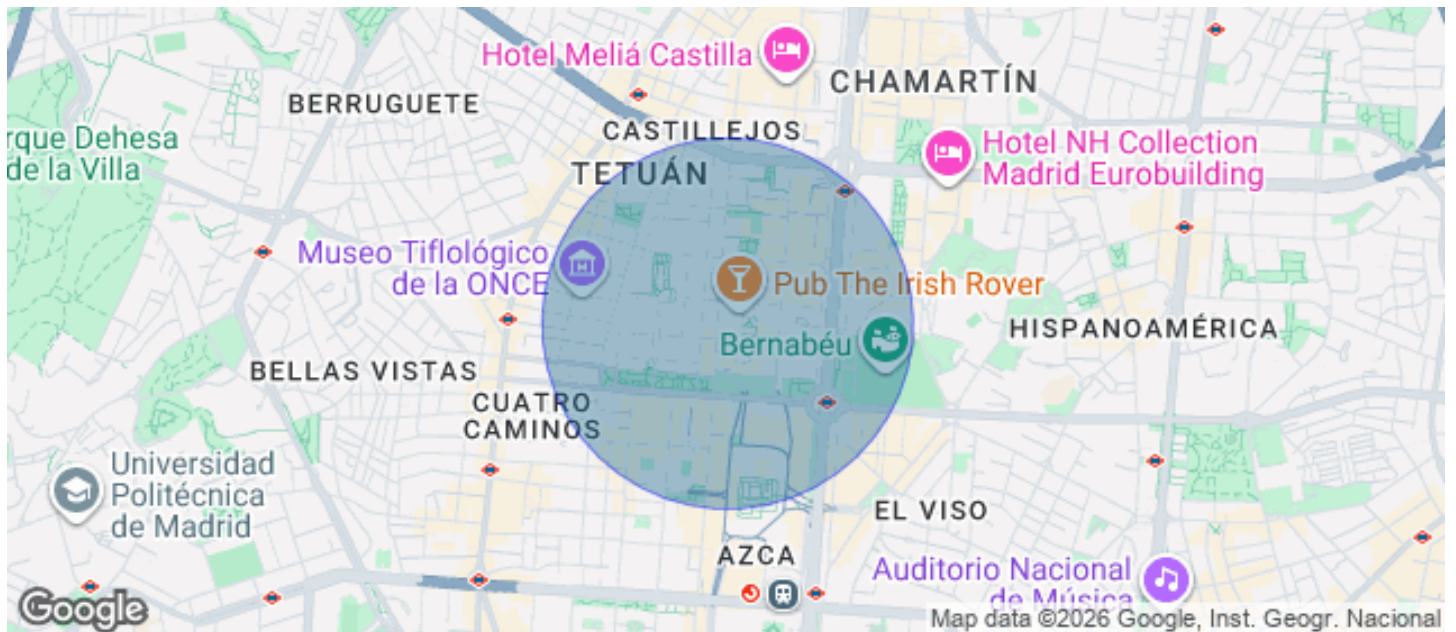 Hotel Meliá Castilla
CHAMARTÍN
BERRUGUETE
CASTILLEJOS
rque Dehesa
de la Villa
Hotel NH Collection
Madrid Eurobuilding
TETUÁN
Museo Tiflológico
de la ONCE
Pub The Irish Rover
Bernabéu
HISPANOAMÉRICA
BELLAS VISTAS
CUATRO
CAMINOS
Universidad
Politécnica
de Madrid
EL VISO
AZCA
Auditorio Nacional
de Música
Google
Map data ©2026 Google, Inst. Geogr. Nacional